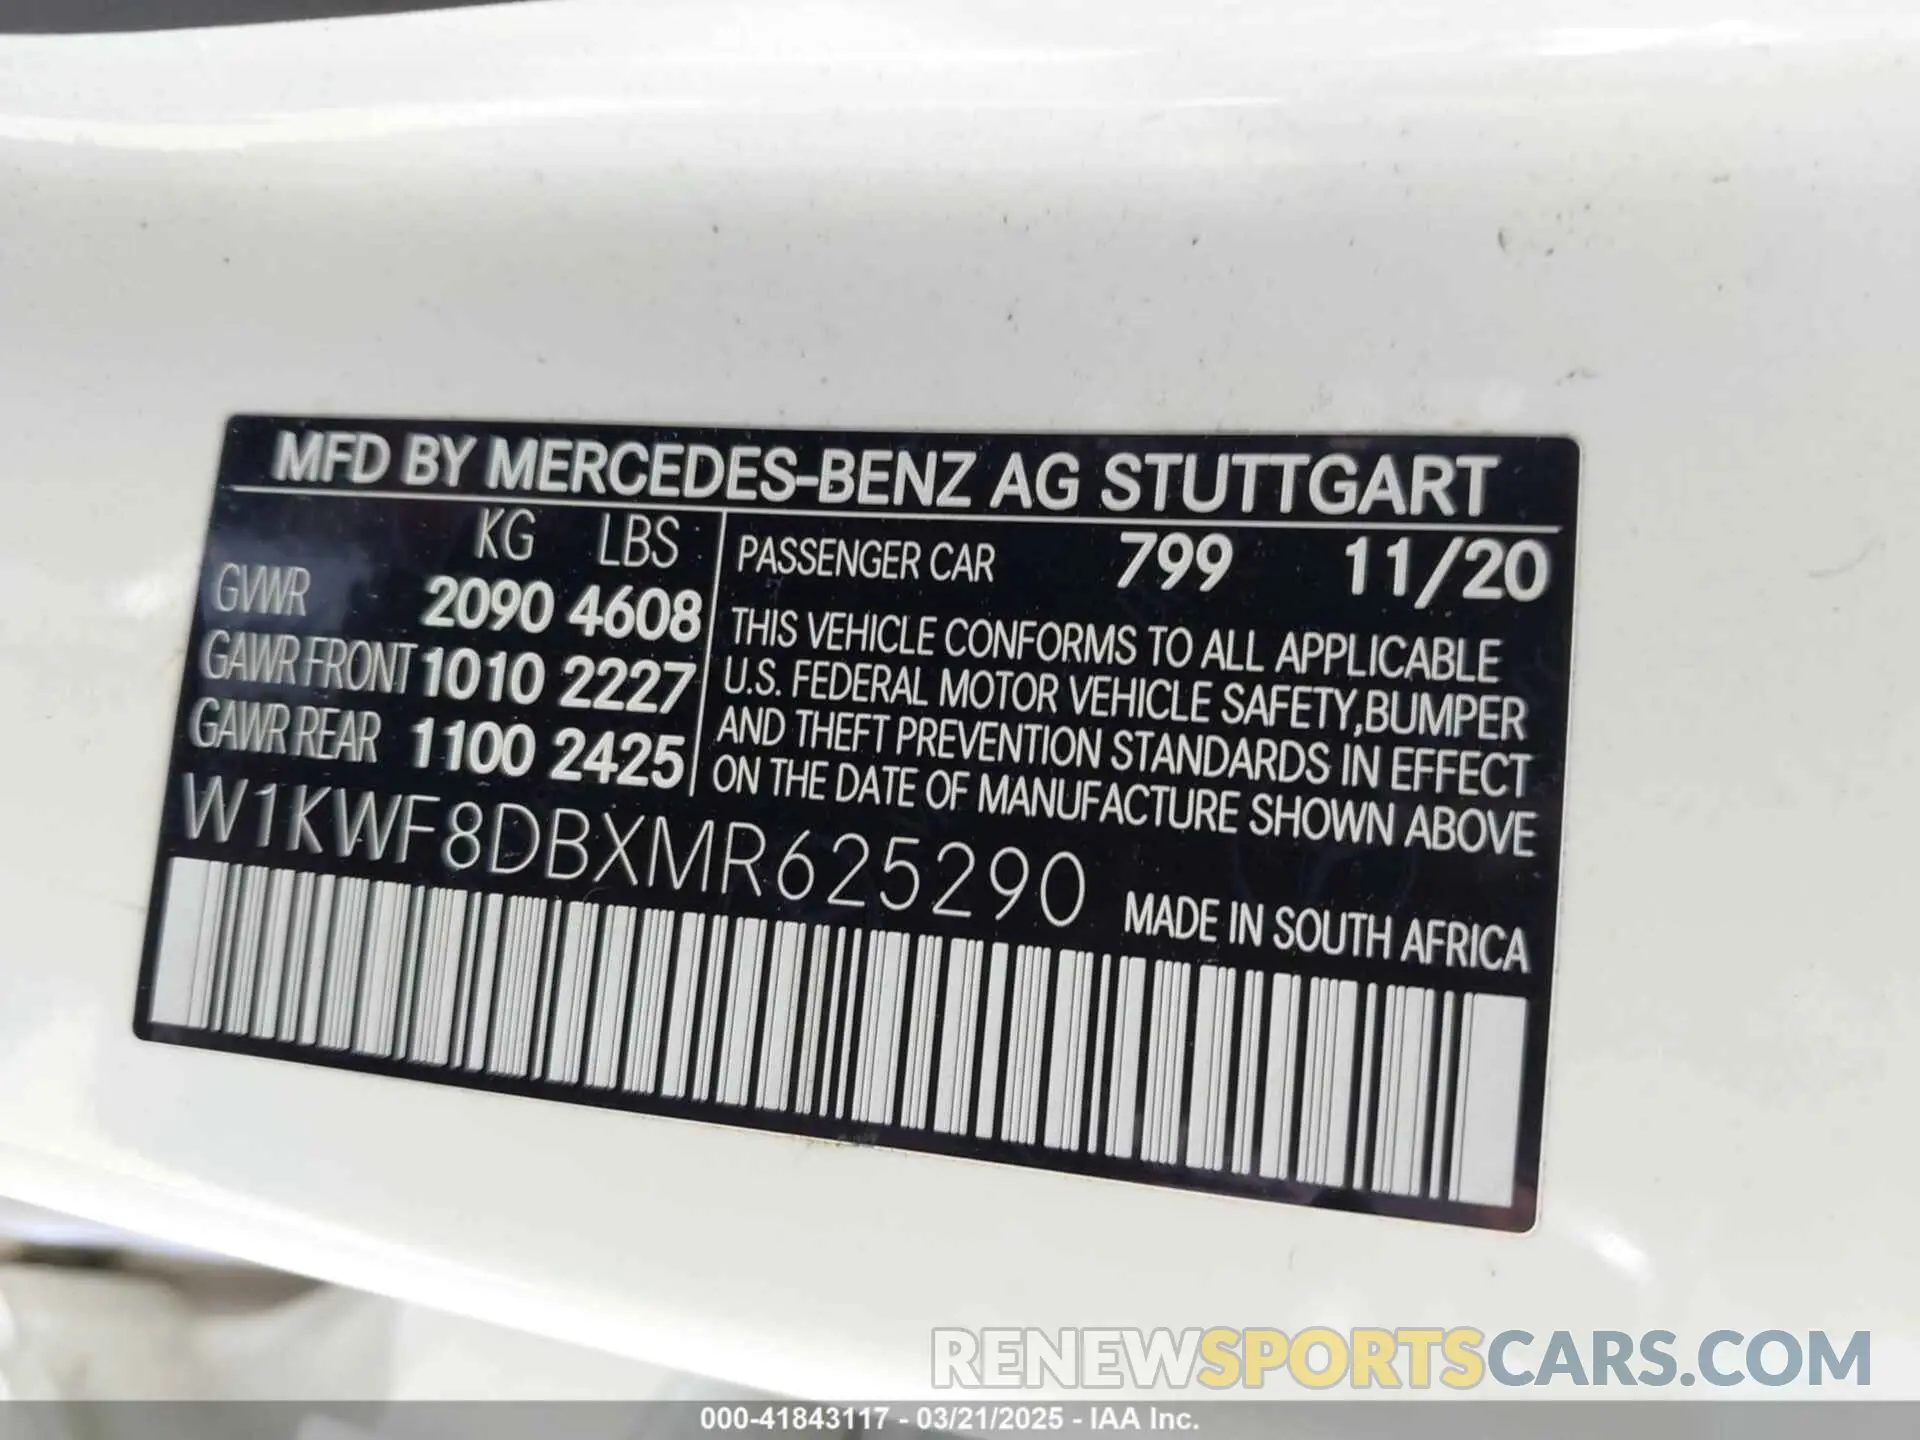 MFD BY MERCEDES-BENZ AG STUTTGART
KG LBS
GVWR 2090 4608
GAWR FRONT 1010 2227
GAWR REAR 1100 2425
PASSENGER CAR 799 11/20
THIS VEHICLE CONFORMS TO ALL APPLICABLE
U.S. FEDERAL MOTOR VEHICLE SAFETY,BUMPER
AND THEFT PREVENTION STANDARDS IN EFFECT
ON THE DATE OF MANUFACTURE SHOWN ABOVE
W1KWF8DBXMR625290
MADE IN SOUTH AFRICA
RENEWSPORTSCARS.COM
000-41843117 - 03/21/2025 - IAA Inc.